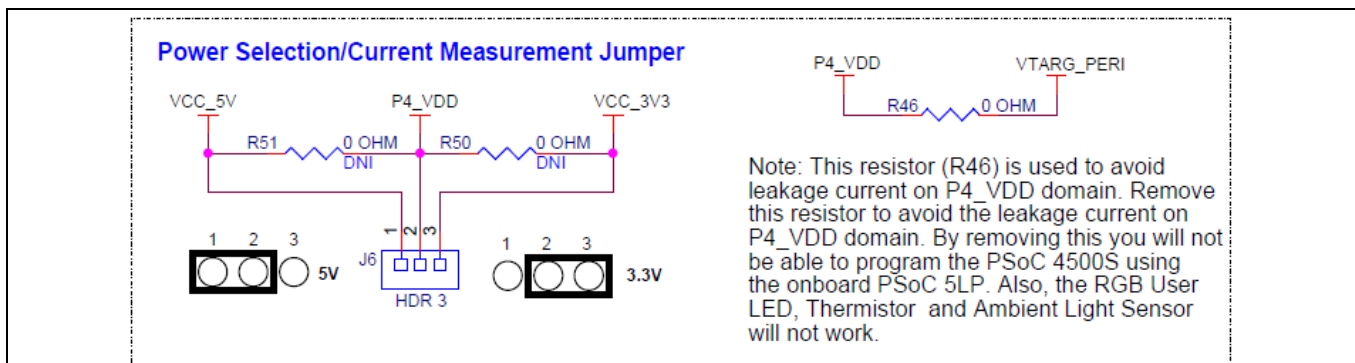 Power Selection/Current Measurement Jumper
P4_VDD VTARG_PERI
VCC_5V P4_VDD VCC_3V3
R46 0 OHM
R51 0 OHM R50 0 OHM
DNI DNI
Note: This resistor (R46) is used to avoid
leakage current on P4_VDD domain. Remove
this resistor to avoid the leakage current on
P4_VDD domain. By removing this you will not
be able to program the PSoC 4500S using
the onboard PSoC 5LP. Also, the RGB User
LED, Thermistor and Ambient Light Sensor
will not work.
1 2 3
1 2 3
1 2 3
5V
J6
3.3V
HDR 3